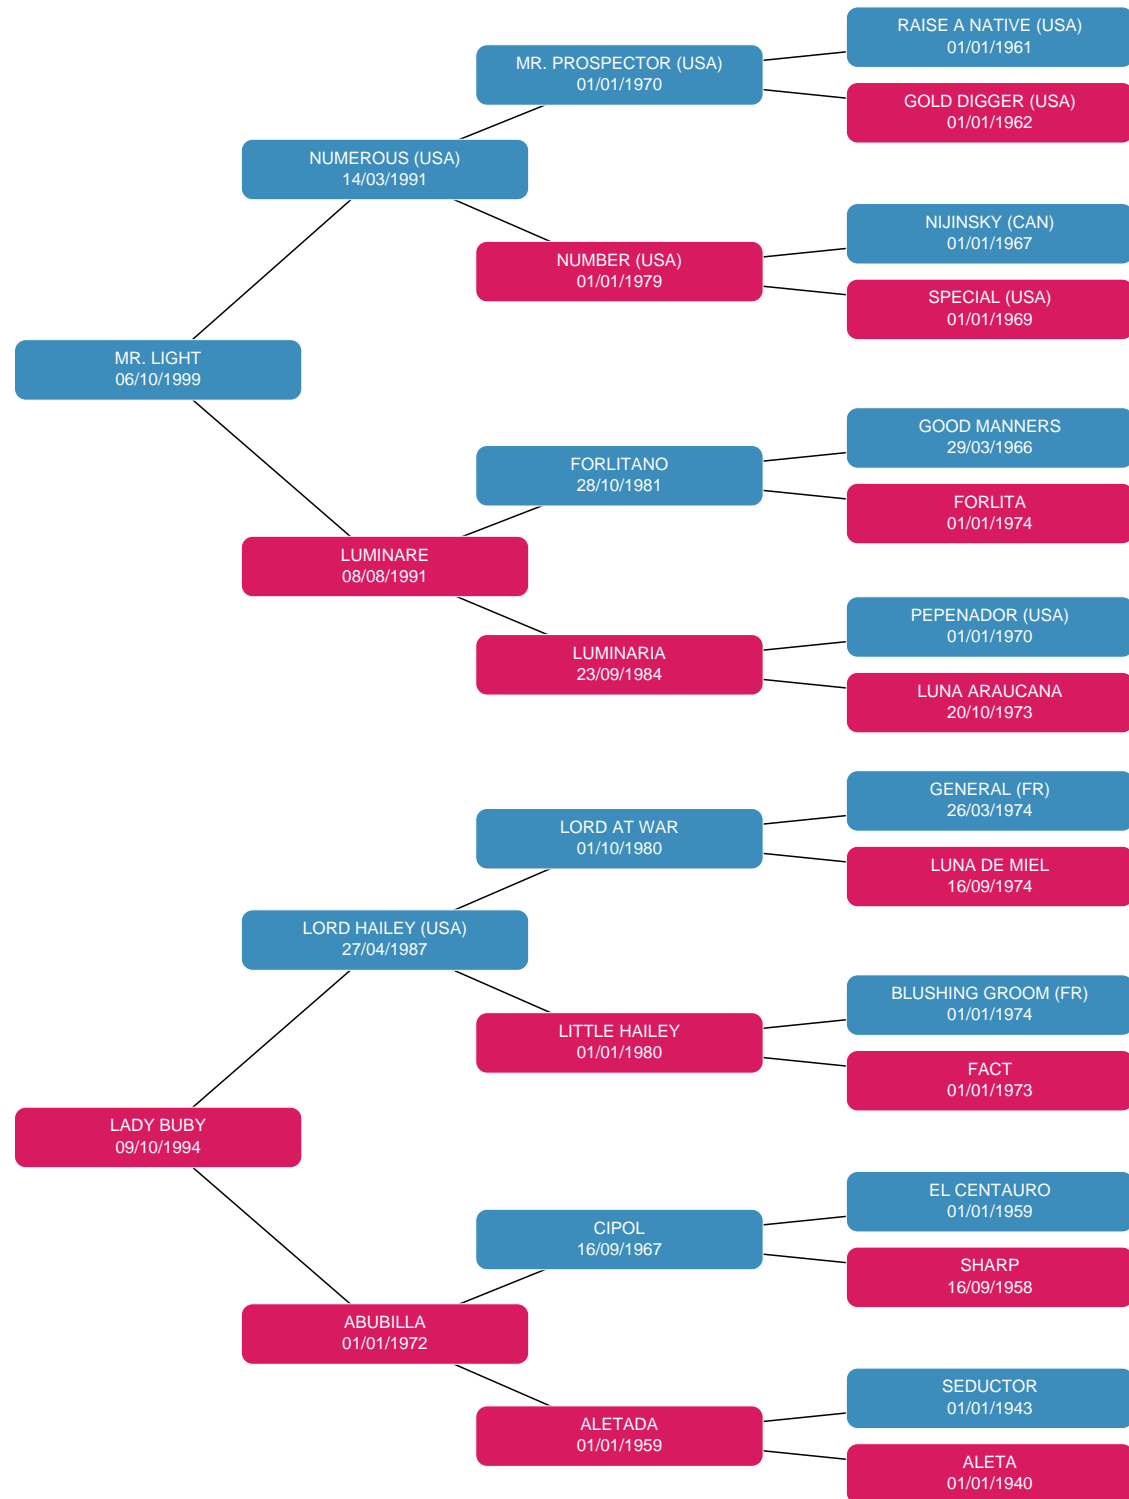 RAISE A NATIVE (USA)
01/01/1961
MR. PROSPECTOR (USA)
01/01/1970
GOLD DIGGER (USA)
01/01/1962
NUMEROUS (USA)
14/03/1991
NIJINSKY (CAN)
01/01/1967
NUMBER (USA)
01/01/1979
SPECIAL (USA)
01/01/1969
MR. LIGHT
06/10/1999
GOOD MANNERS
29/03/1966
FORLITANO
28/10/1981
FORLITA
01/01/1974
LUMINARE
08/08/1991
PEPENADOR (USA)
01/01/1970
LUMINARIA
23/09/1984
LUNA ARAUCANA
20/10/1973
GENERAL (FR)
26/03/1974
LORD AT WAR
01/10/1980
LUNA DE MIEL
16/09/1974
LORD HAILEY (USA)
27/04/1987
BLUSHING GROOM (FR)
01/01/1974
LITTLE HAILEY
01/01/1980
FACT
01/01/1973
LADY BUBY
09/10/1994
EL CENTAURO
01/01/1959
CIPOL
16/09/1967
SHARP
16/09/1958
ABUBILLA
01/01/1972
SEDUCTOR
01/01/1943
ALETADA
01/01/1959
ALETA
01/01/1940